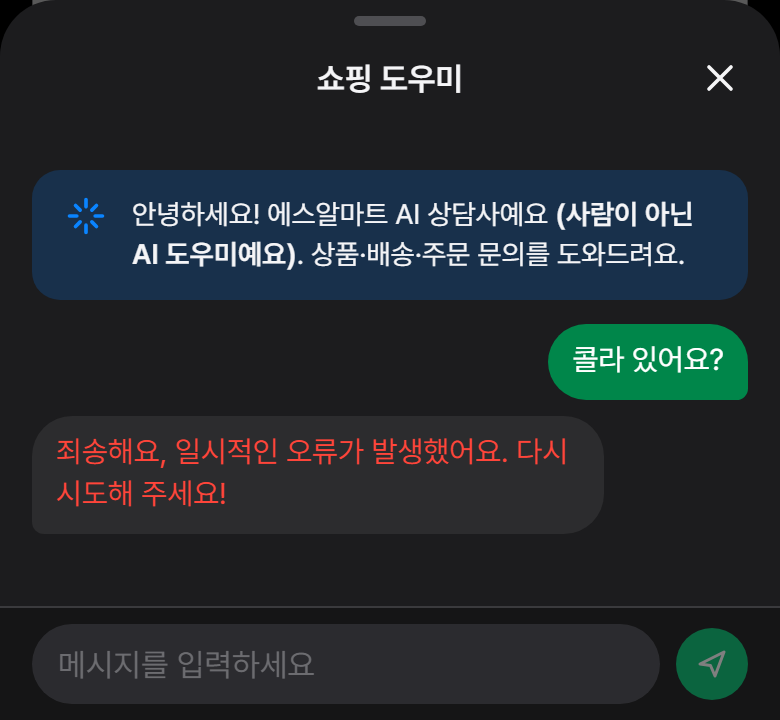 쇼핑 도우미
안녕하세요! 에스알마트 AI 상담사예요 (사람이 아닌
AI 도우미예요). 상품·배송·주문 문의를 도와드려요.
콜라 있어요?
죄송해요, 일시적인 오류가 발생했어요. 다시
시도해 주세요!
메시지를 입력하세요